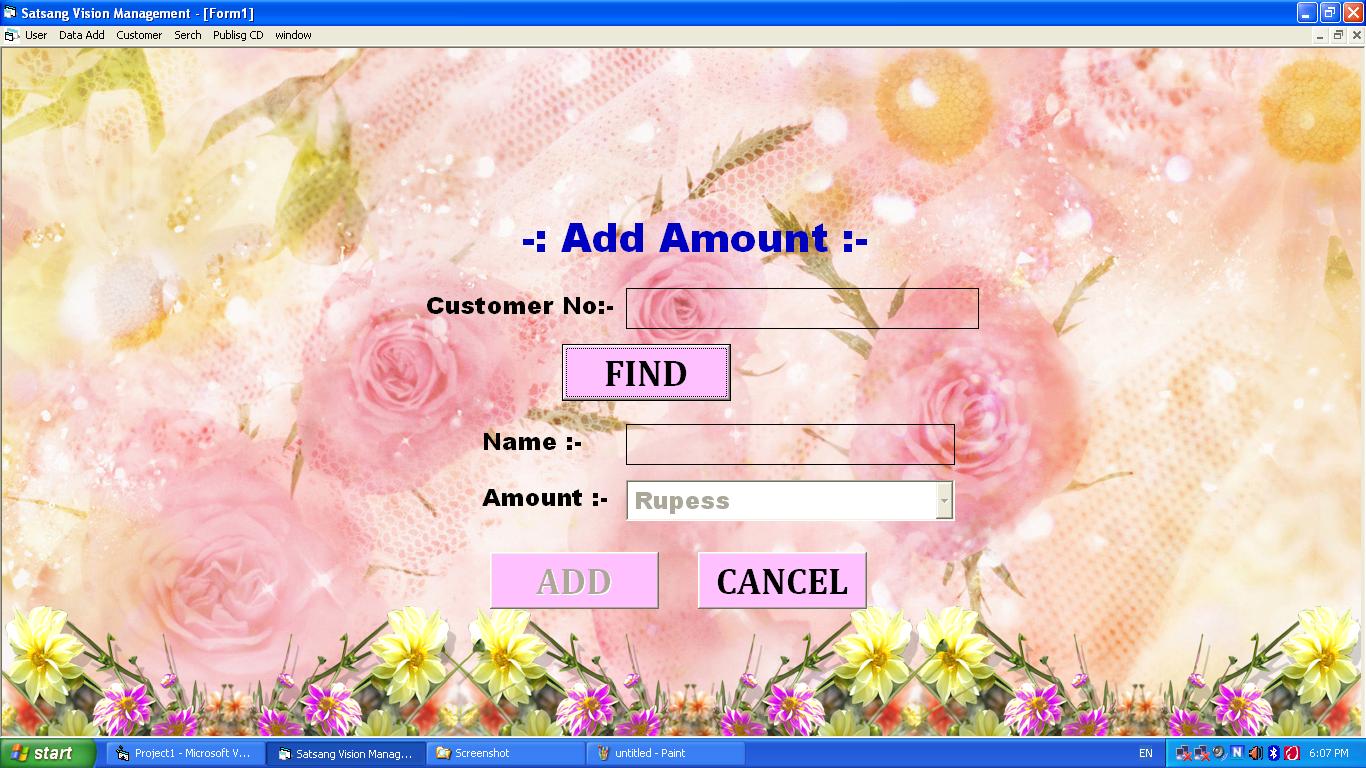 Satsang Vision Management - [Form1]
User Data Add Customer Serch Publisg CD window
-: Add Amount :-
Customer No:-
FIND
Name :-
Amount :- Rupess
ADD CANCEL
start Project1 - Microsoft V... Satsang Vision Manag... Screenshot untitled - Paint EN N 6:07 PM